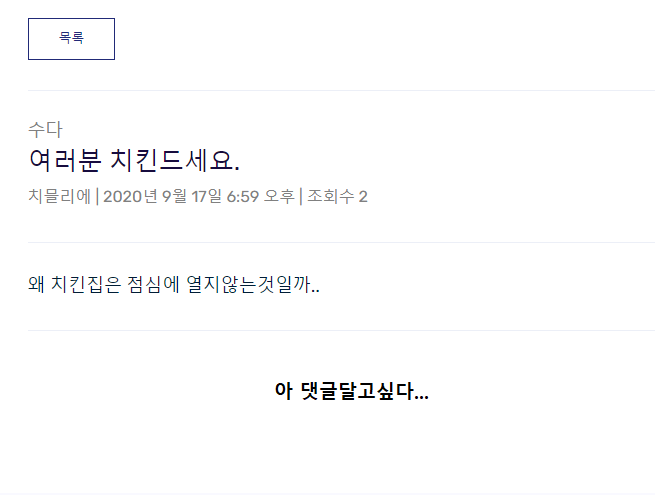 목록
수다
여러분 치킨드세요.
치믈리에 | 2020년 9월 17일 6:59 오후 | 조회수 2
왜 치킨집은 점심에 열지않는것일까..
아 댓글달고싶다...